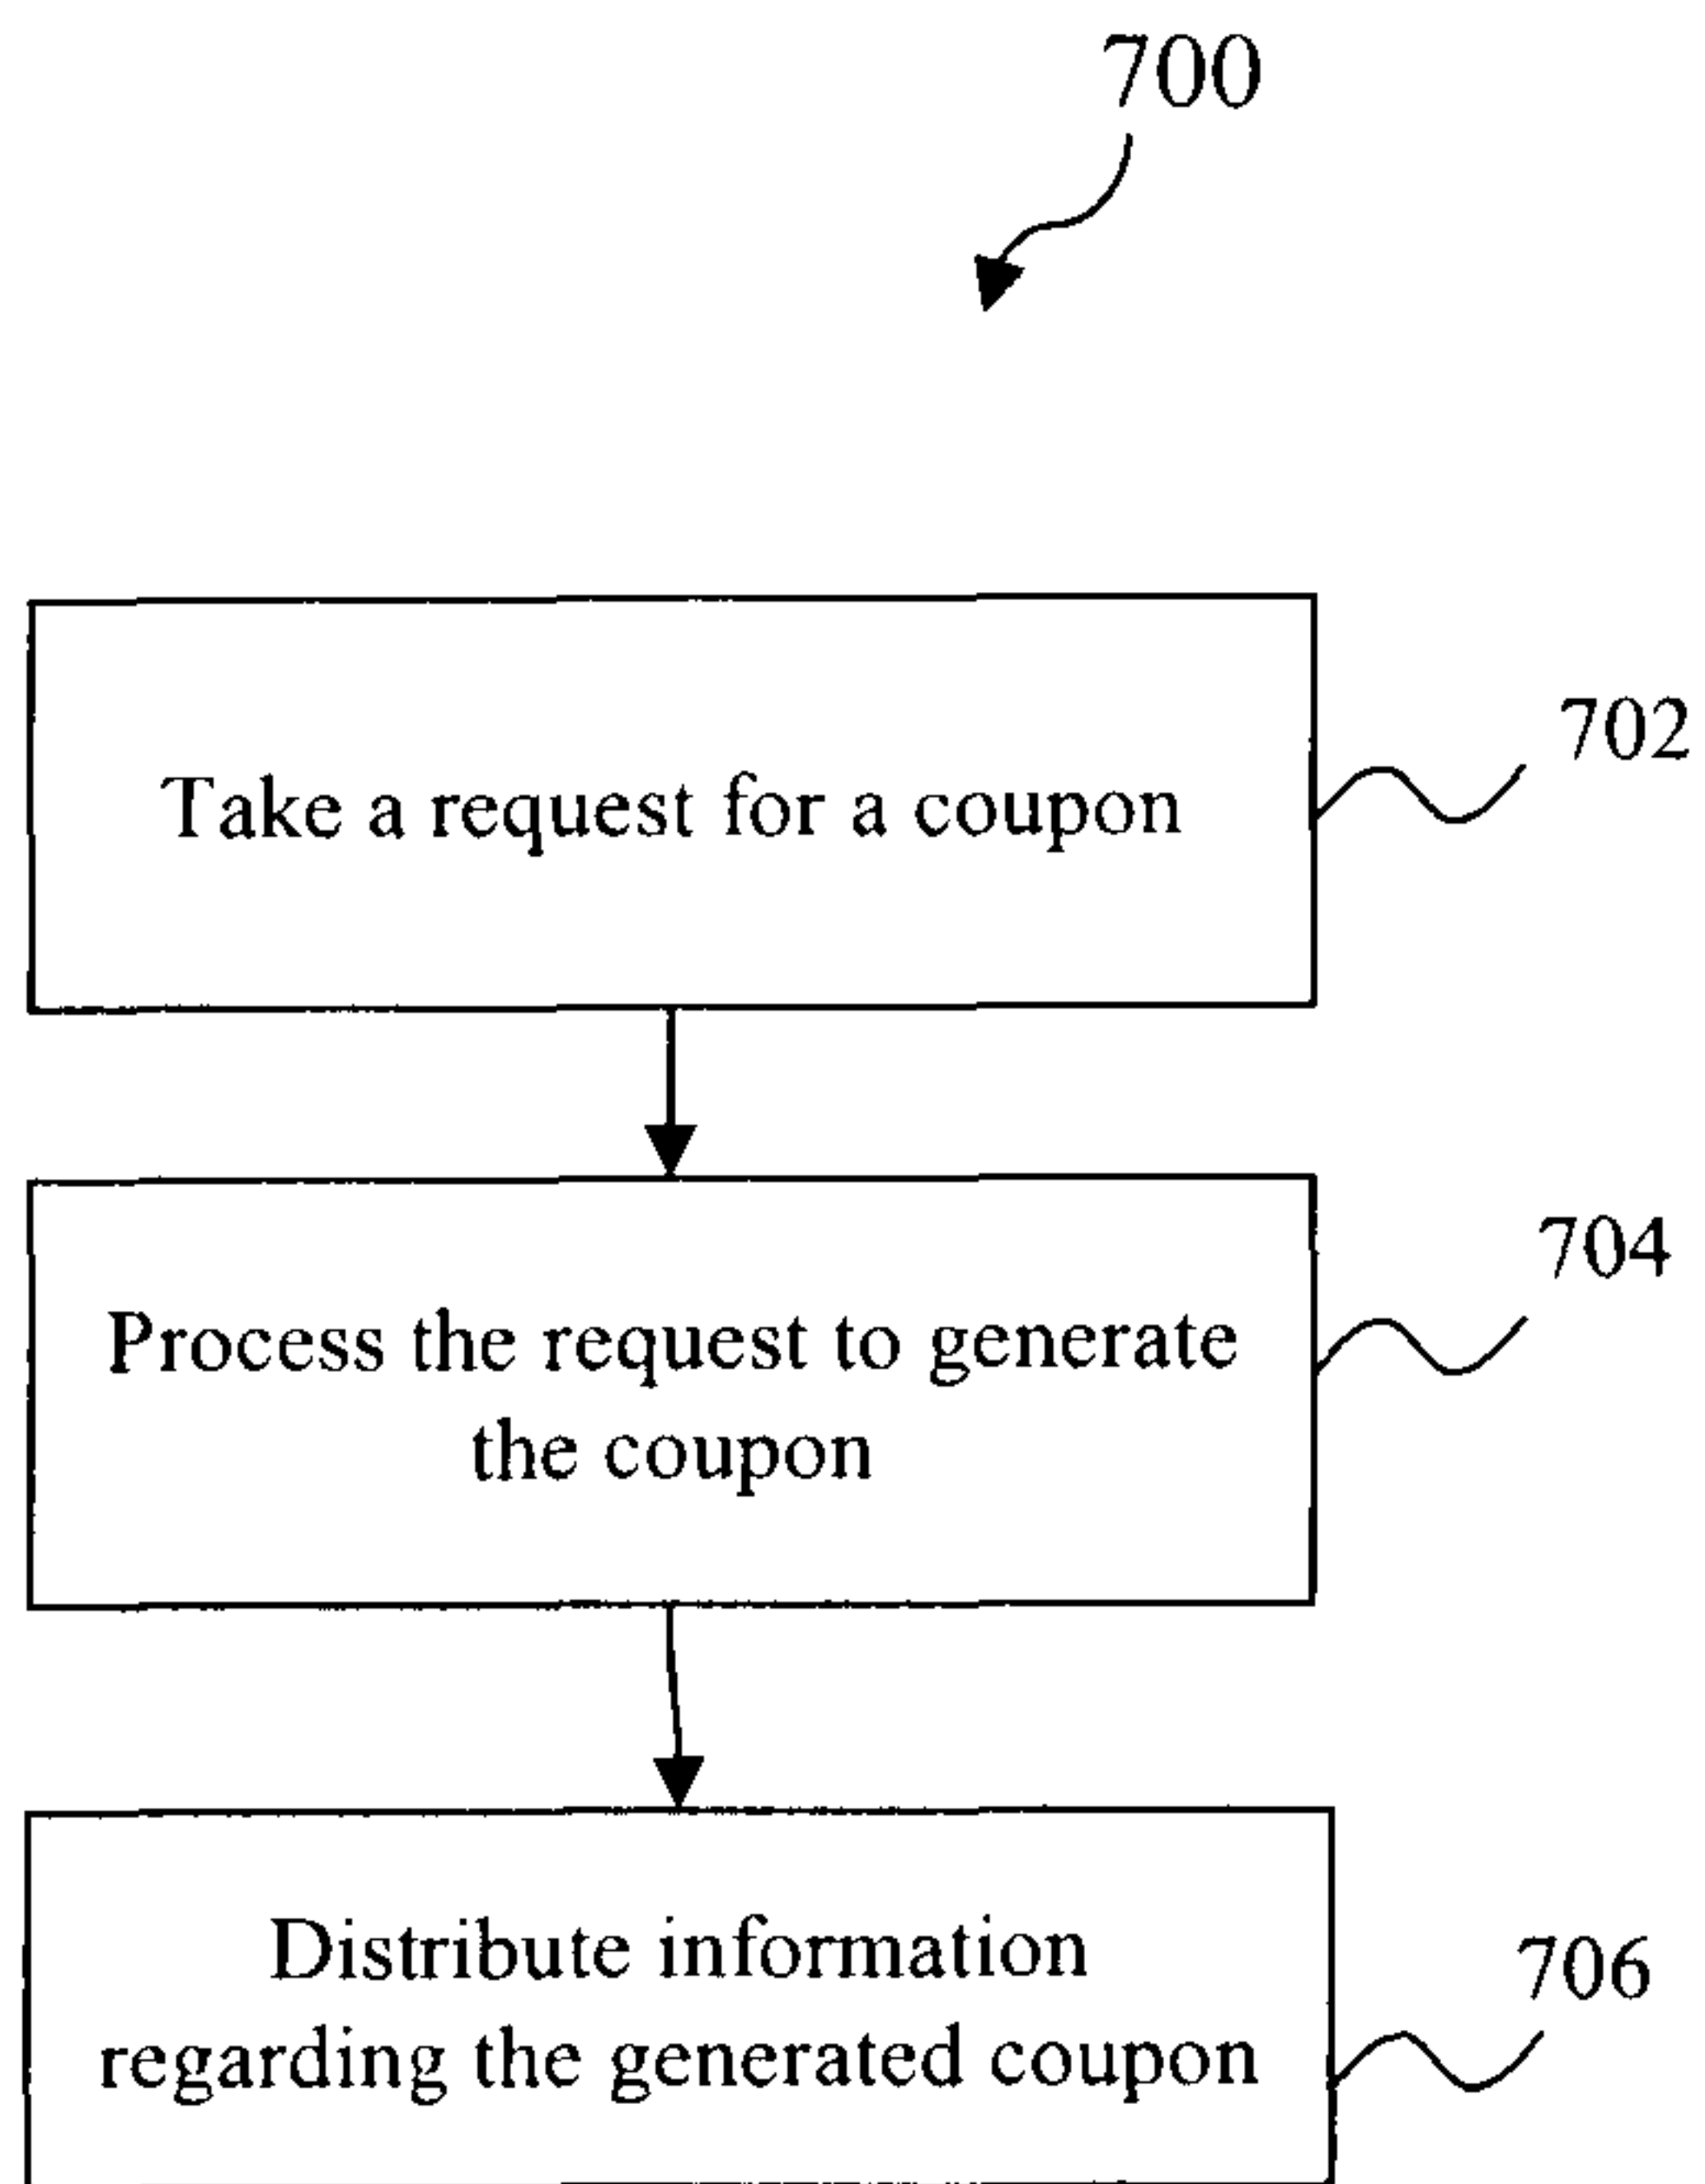 700
Take a request for a coupon
702
Process the request to generate
the coupon
704
Distribute information
regarding the generated coupon
706